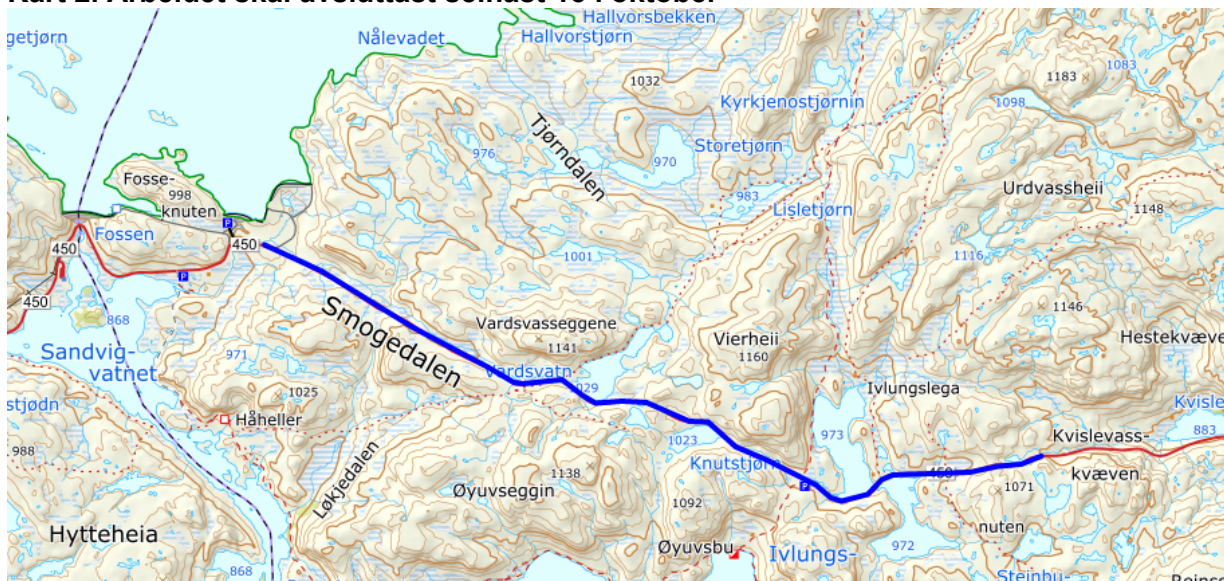 Hallvorsbekken
getjørn
Nålevadet
Hallvorstjørn
1032
1183
1083
Kyrkjenostjørnin
1098
Tjørndalen
976
Storetjørn
970
Fosse-
998
knuten
983
Urdvassheii
Lisletjørn
1148
Fossen
P
450
450
1001
1116
P
450
1146
868
Smogedalen
Vardsvasseggene
Vierheii
Hestekvæve
Sandvig-
vatnet
971
1141
1160
Vardsvatn
029
Ivlungslega
stjødn
1025
Håheller
Kvisle
883
988
1023
973
Kvislevass-
Løkjedalen
1138
Knutstjørn
kvæven
Øyuvseggin
1092
P
1071
Hytteheia
nuten
Øyuvsbu
Ivlungs-
972
868
Steinbu-